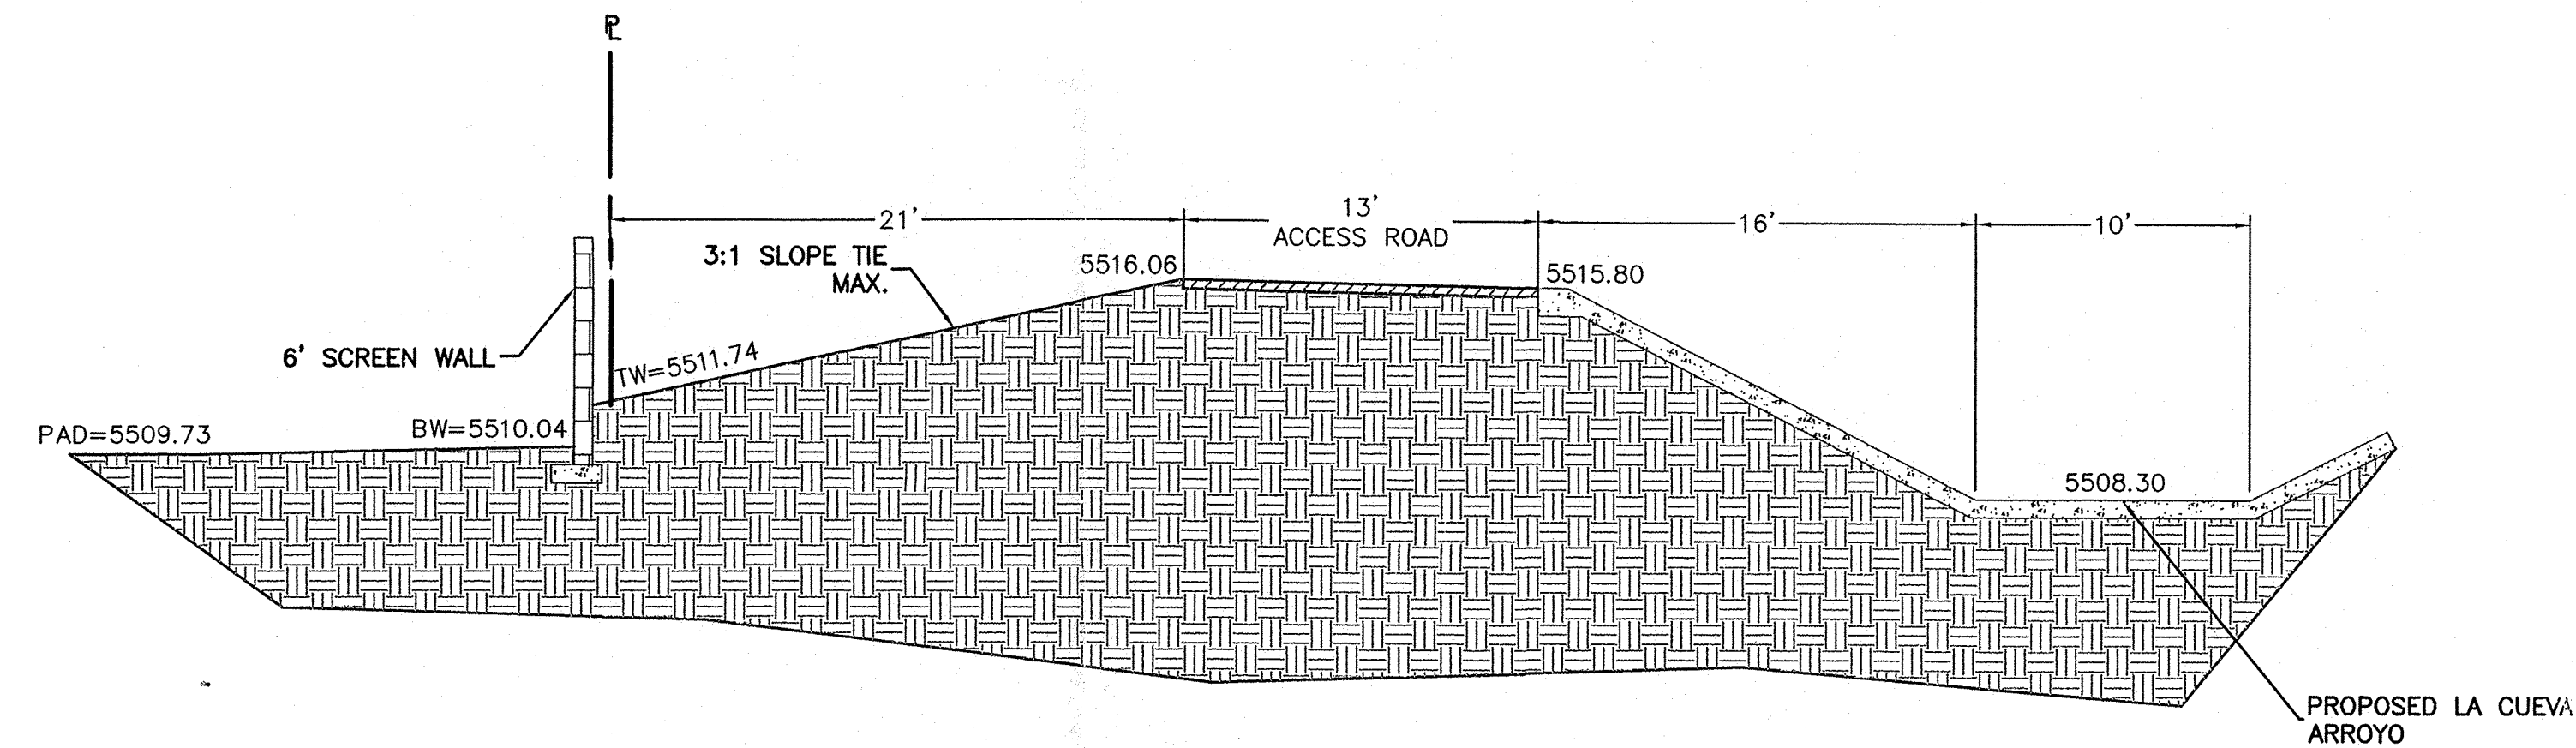 PL
21'
13'
ACCESS ROAD
16'
10'
3:1 SLOPE TIE
MAX.
5516.06
5515.80
6' SCREEN WALL
TW=5511.74
PAD=5509.73
BW=5510.04
5508.30
PROPOSED LA CUEVA
ARROYO